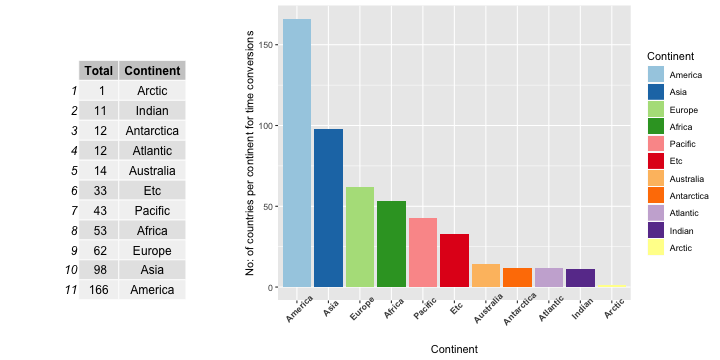 Total Continent
1 1 Arctic
2 11 Indian
3 12 Antarctica
4 12 Atlantic
5 14 Australia
6 33 Etc
7 43 Pacific
8 53 Africa
9 62 Europe
10 98 Asia
11 166 America
No: of countries per continent for time conversions
150
100
50
0
America Asia Europe Africa Pacific Etc Australia Antarctica Atlantic Indian Arctic
Continent
Continent
America
Asia
Europe
Africa
Pacific
Etc
Australia
Antarctica
Atlantic
Indian
Arctic